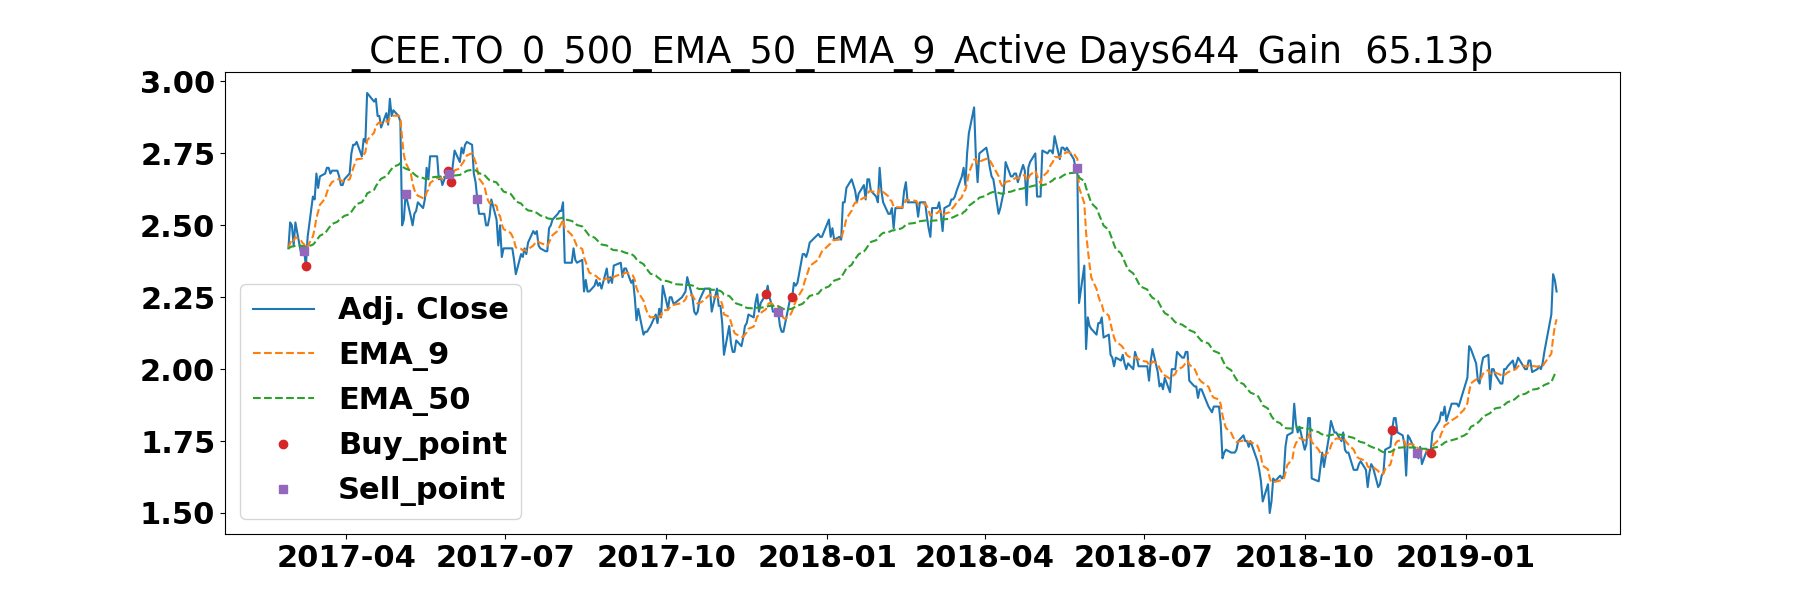 _CEE.TO_0_500_EMA_50_EMA_9_Active Days644_Gain  65.13p
3.00
2.75
2.50
2.25
2.00
1.75
1.50
Adj. Close
EMA_9
EMA_50
Buy_point
Sell_point
2017-04 2017-07 2017-10 2018-01 2018-04 2018-07 2018-10 2019-01